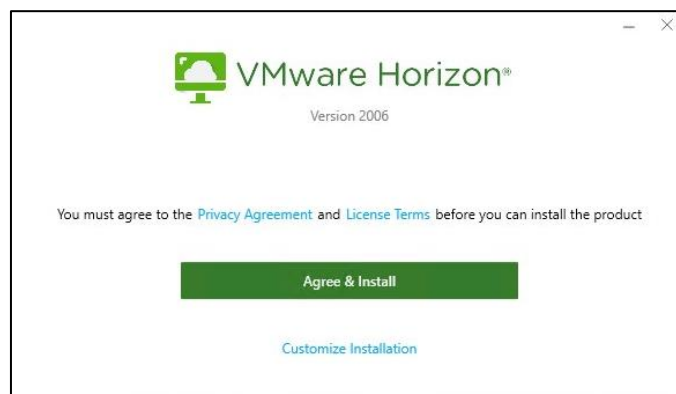 VMware Horizon®
Version 2006
You must agree to the Privacy Agreement and License Terms before you can install the product
Agree & Install
Customize Installation